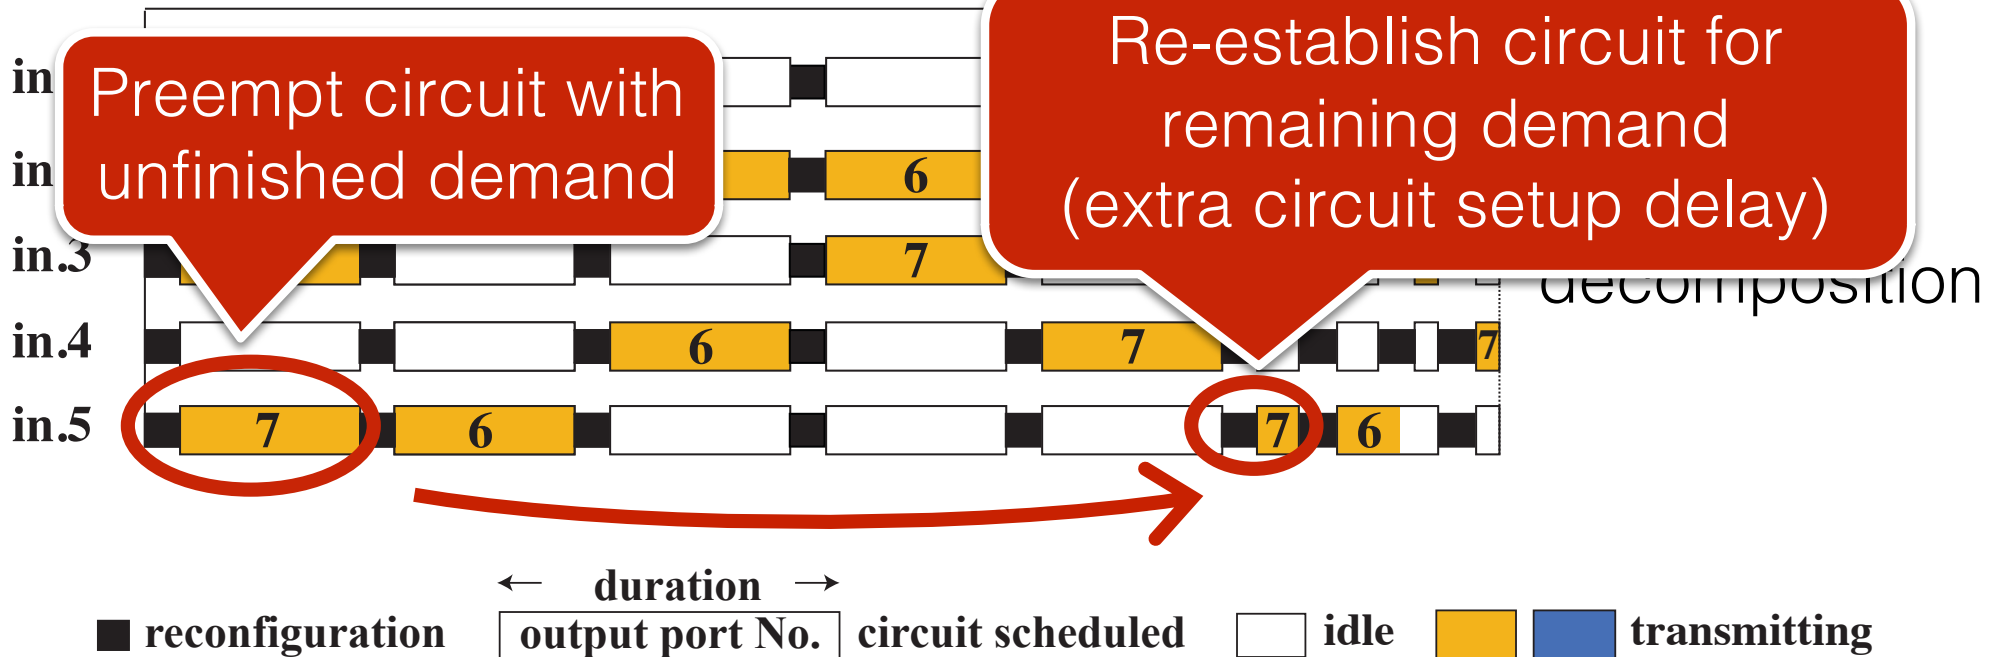 Preempt circuit with
unfinished demand
Re-establish circuit for
remaining demand
(extra circuit setup delay)
in
in 6
in.3 7
decomposition
in.4 6 7 7
in.5 7 6 7 6
duration
reconfiguration output port No. circuit scheduled idle transmitting